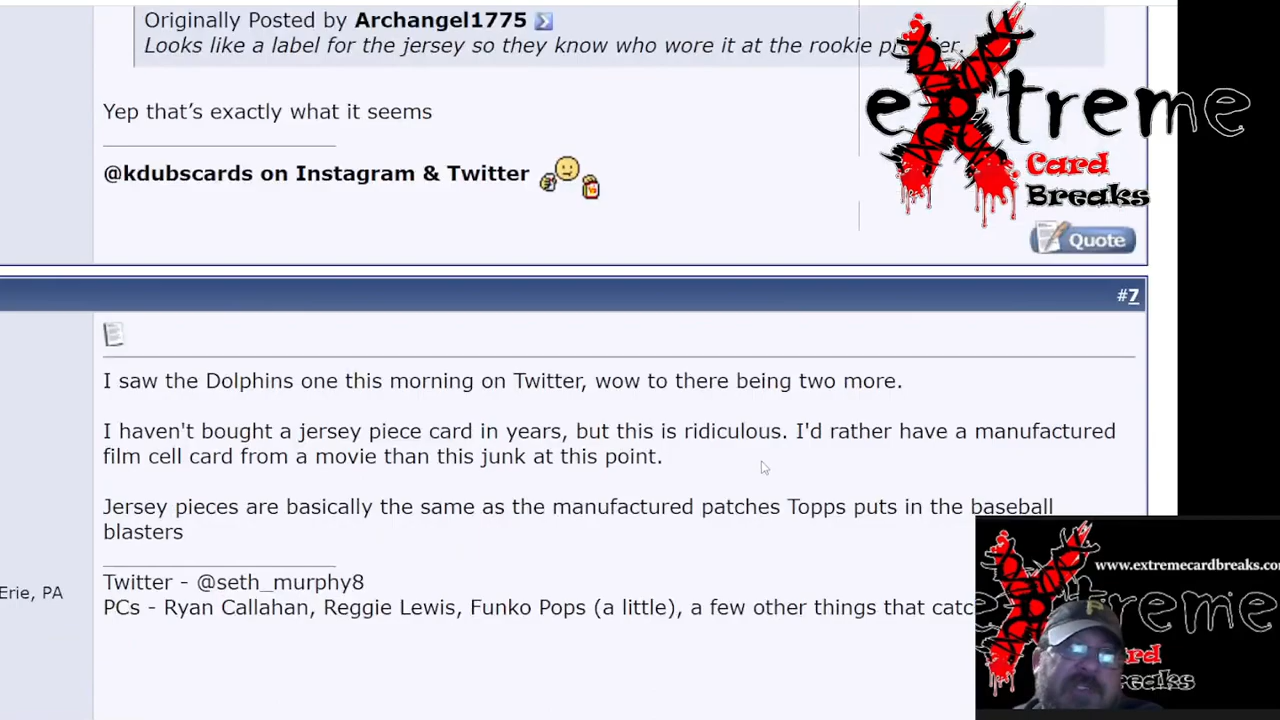 Originally Posted by Archangel1775
Looks like a label for the jersey so they know who wore it at the rookie
Yep that’s exactly what it seems
@kdubscards on Instagram & Twitter
extreme
Card
Breaks
Quote
#7
I saw the Dolphins one this morning on Twitter, wow to there being two more.
I haven't bought a jersey piece card in years, but this is ridiculous. I'd rather have a manufactured
film cell card from a movie than this junk at this point.
Jersey pieces are basically the same as the manufactured patches Topps puts in the baseball
blasters
Twitter - @seth_murphy8
Erie, PA
PCs - Ryan Callahan, Reggie Lewis, Funko Pops (a little), a few other things that catc
www.extremecardbreaks.co
extreme
ard
eaks
P